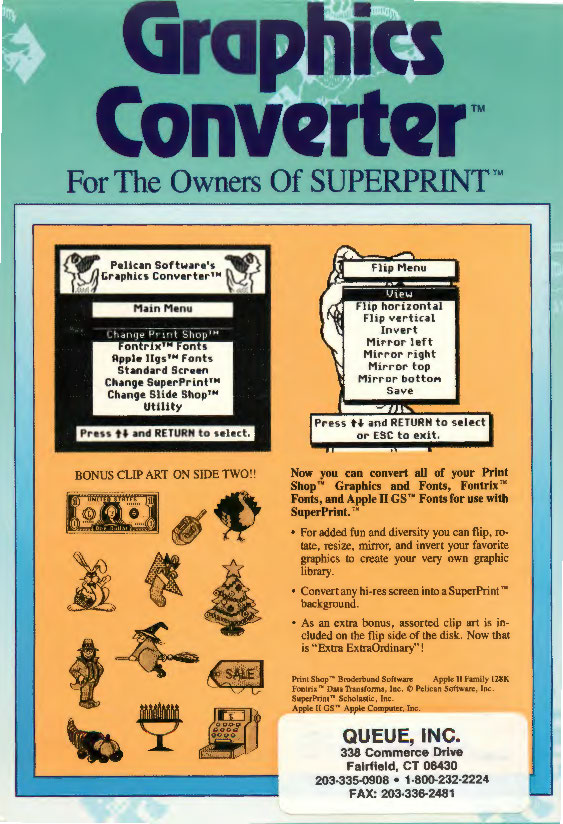 Graphics
Converter™
For The Owners Of SUPERPRINT™
Pelican Software's
Graphics Converter™
Main Menu
Change Print Shop™
Fontrix™ Fonts
Apple IIgs™ Fonts
Standard Screen
Change SuperPrint™
Change Slide Shop™
Utility
Press ↑↓ and RETURN to select.
Flip Menu
View
Flip horizontal
Flip vertical
Invert
Mirror left
Mirror right
Mirror top
Mirror bottom
Save
Press ↑↓ and RETURN to select
or ESC to exit.
BONUS CLIP ART ON SIDE TWO!!
UNITED STATES
One Dollar
SALE
$
Now you can convert all of your Print
Shop™ Graphics and Fonts, Fontrix™
Fonts, and Apple II GS™ Fonts for use with
SuperPrint.™
• For added fun and diversity you can flip, ro-
tate, resize, mirror, and invert your favorite
graphics to create your very own graphic
library.
• Convert any hi-res screen into a SuperPrint™
background.
• As an extra bonus, assorted clip art is in-
cluded on the flip side of the disk. Now that
is "Extra ExtraOrdinary"!
Print Shop™ Broderbund Software Apple II Family 128K
Fontrix™ Data Transforms, Inc. © Pelican Software, Inc.
SuperPrint™ Scholastic, Inc.
Apple II GS™ Apple Computer, Inc.
QUEUE, INC.
338 Commerce Drive
Fairfield, CT 06430
203-335-0908 • 1-800-232-2224
FAX: 203-336-2481